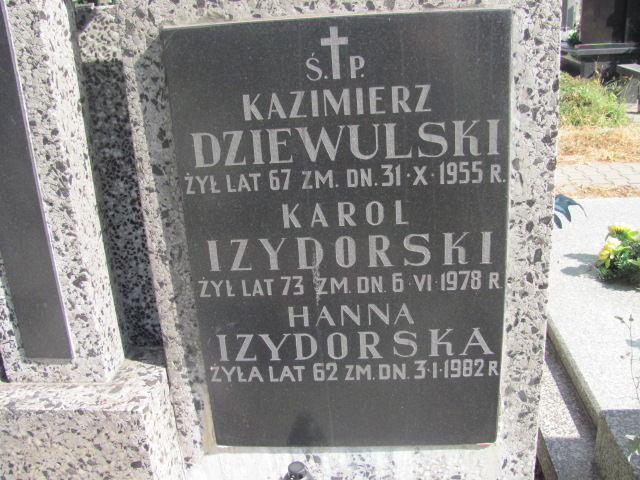 Ś. P.
KAZIMIERZ
DZIEWULSKI
ŻYŁ LAT 67 ZM. DN. 31·X·1955 R.
KAROL
IZYDORSKI
ŻYŁ LAT 73 ZM. DN. 6·VI·1978 R.
HANNA
IZYDORSKA
ŻYŁA LAT 62 ZM. DN. 3·I·1982 R